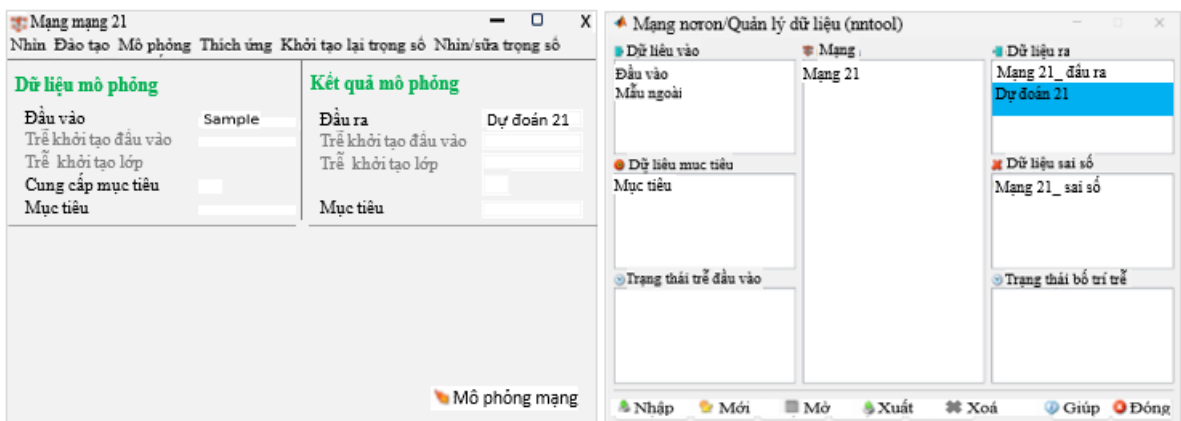 Mạng mạng 21
Nhìn Đào tạo Mô phỏng Thích ứng Khởi tạo lại trọng số Nhìn/sữa trọng số
Dữ liệu mô phỏng
Đầu vào Sample
Trễ khởi tạo đầu vào
Trễ khởi tạo lớp
Cung cấp mục tiêu
Mục tiêu
Kết quả mô phỏng
Đầu ra Dự đoán 21
Trễ khởi tạo đầu vào
Trễ khởi tạo lớp
Mục tiêu
Mô phỏng mạng
Mạng nơron/Quản lý dữ liệu (nntool)
Dữ liêu vào
Đầu vào
Mẫu ngoài
Dữ liêu muc tiêu
Mục tiêu
Trạng thái trễ đầu vào
Mạng
Mạng 21
Dữ liệu ra
Mạng 21_ đầu ra
Dự đoán 21
Dữ liệu sai số
Mạng 21_ sai số
Trạng thái bố trí trễ
Nhập Mới Mở Xuất Xoá Giúp Đóng